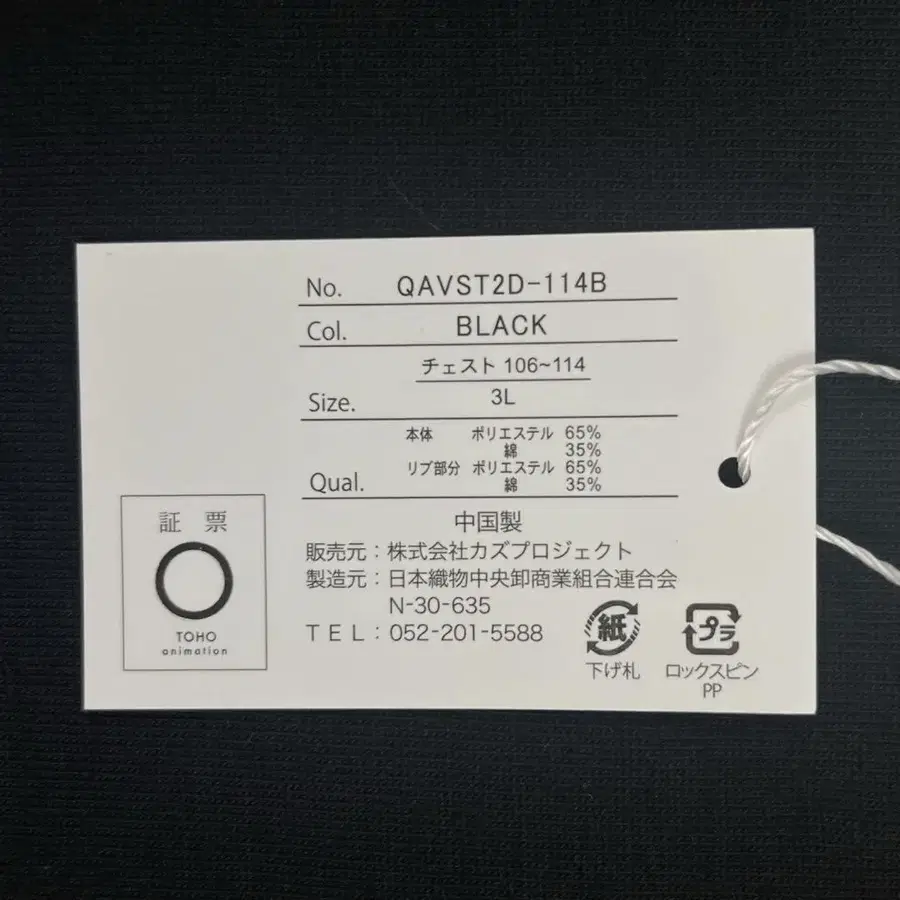 No. QAVST2D-114B
Col. BLACK
チェスト 106~114
Size. 3L
本体 ポリエステル 65%
綿 35%
リブ部分 ポリエステル 65%
Qual. 綿 35%
中国製
販売元：株式会社カズプロジェクト
製造元：日本織物中央卸商業組合連合会
N-30-635
ＴＥＬ：052-201-5588
証 票
TOHO
animation
紙
下げ札
プラ
ロックスピン
PP